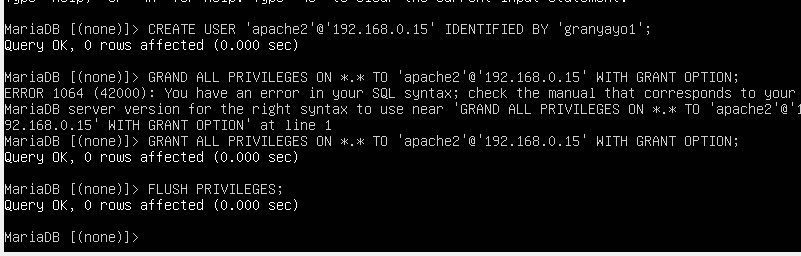 MariaDB [(none)]> CREATE USER 'apache2'@'192.168.0.15' IDENTIFIED BY 'granyayo1';
Query OK, 0 rows affected (0.000 sec)
MariaDB [(none)]> GRAND ALL PRIVILEGES ON *.* TO 'apache2'@'192.168.0.15' WITH GRANT OPTION;
ERROR 1064 (42000): You have an error in your SQL syntax; check the manual that corresponds to your
MariaDB server version for the right syntax to use near 'GRAND ALL PRIVILEGES ON *.* TO 'apache2'@'1
92.168.0.15' WITH GRANT OPTION' at line 1
MariaDB [(none)]> GRANT ALL PRIVILEGES ON *.* TO 'apache2'@'192.168.0.15' WITH GRANT OPTION;
Query OK, 0 rows affected (0.000 sec)
MariaDB [(none)]> FLUSH PRIVILEGES;
Query OK, 0 rows affected (0.000 sec)
MariaDB [(none)]>